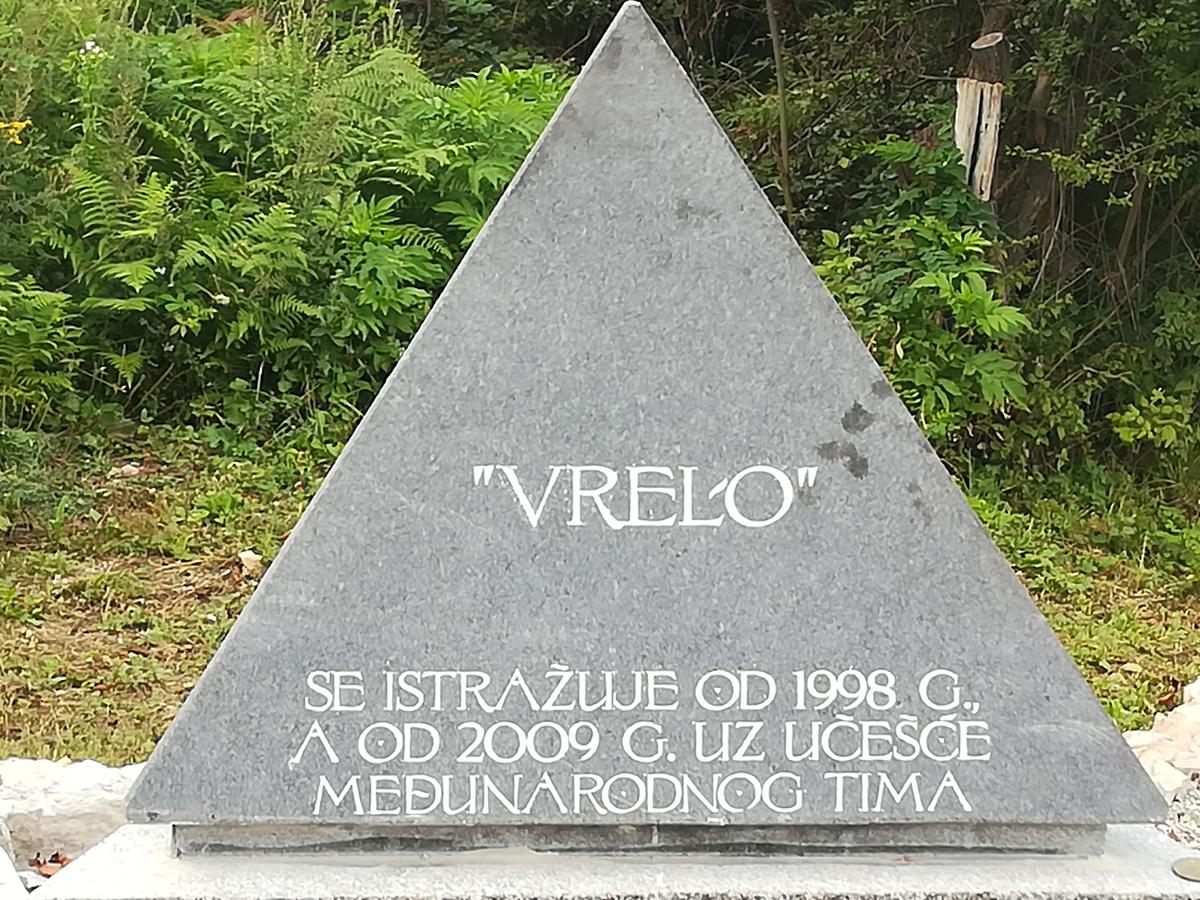 "VRELO"
SE ISTRAŽUJE OD 1998 G.,
A OD 2009 G. UZ UČEŠĆE
MEĐUNARODNOG TIMA